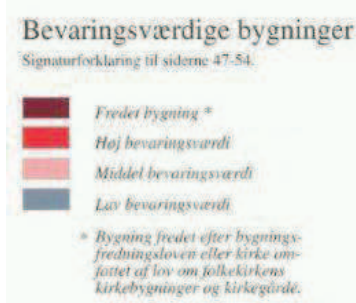 Bevaringsværdige bygninger
Signaturforklaring til siderne 47-54.
Fredet bygning *
Høj bevaringsværdi
Middel bevaringsværdi
Lav bevaringsværdi
* Bygning fredet efter bygnings-
fredningsloven eller kirke om-
fattet af lov om folkekirkens
kirkebygninger og kirkegårde.